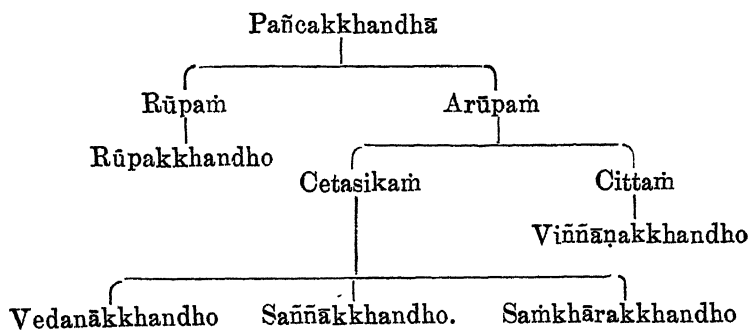 Pañcakkhandhā
Rūpaṁ Arūpaṁ
Rūpakkhandho
Cetasikaṁ Cittaṁ
Viññāṇakkhandho
Vedanākkhandho Saññākkhandho. Saṁkhārakkhandho